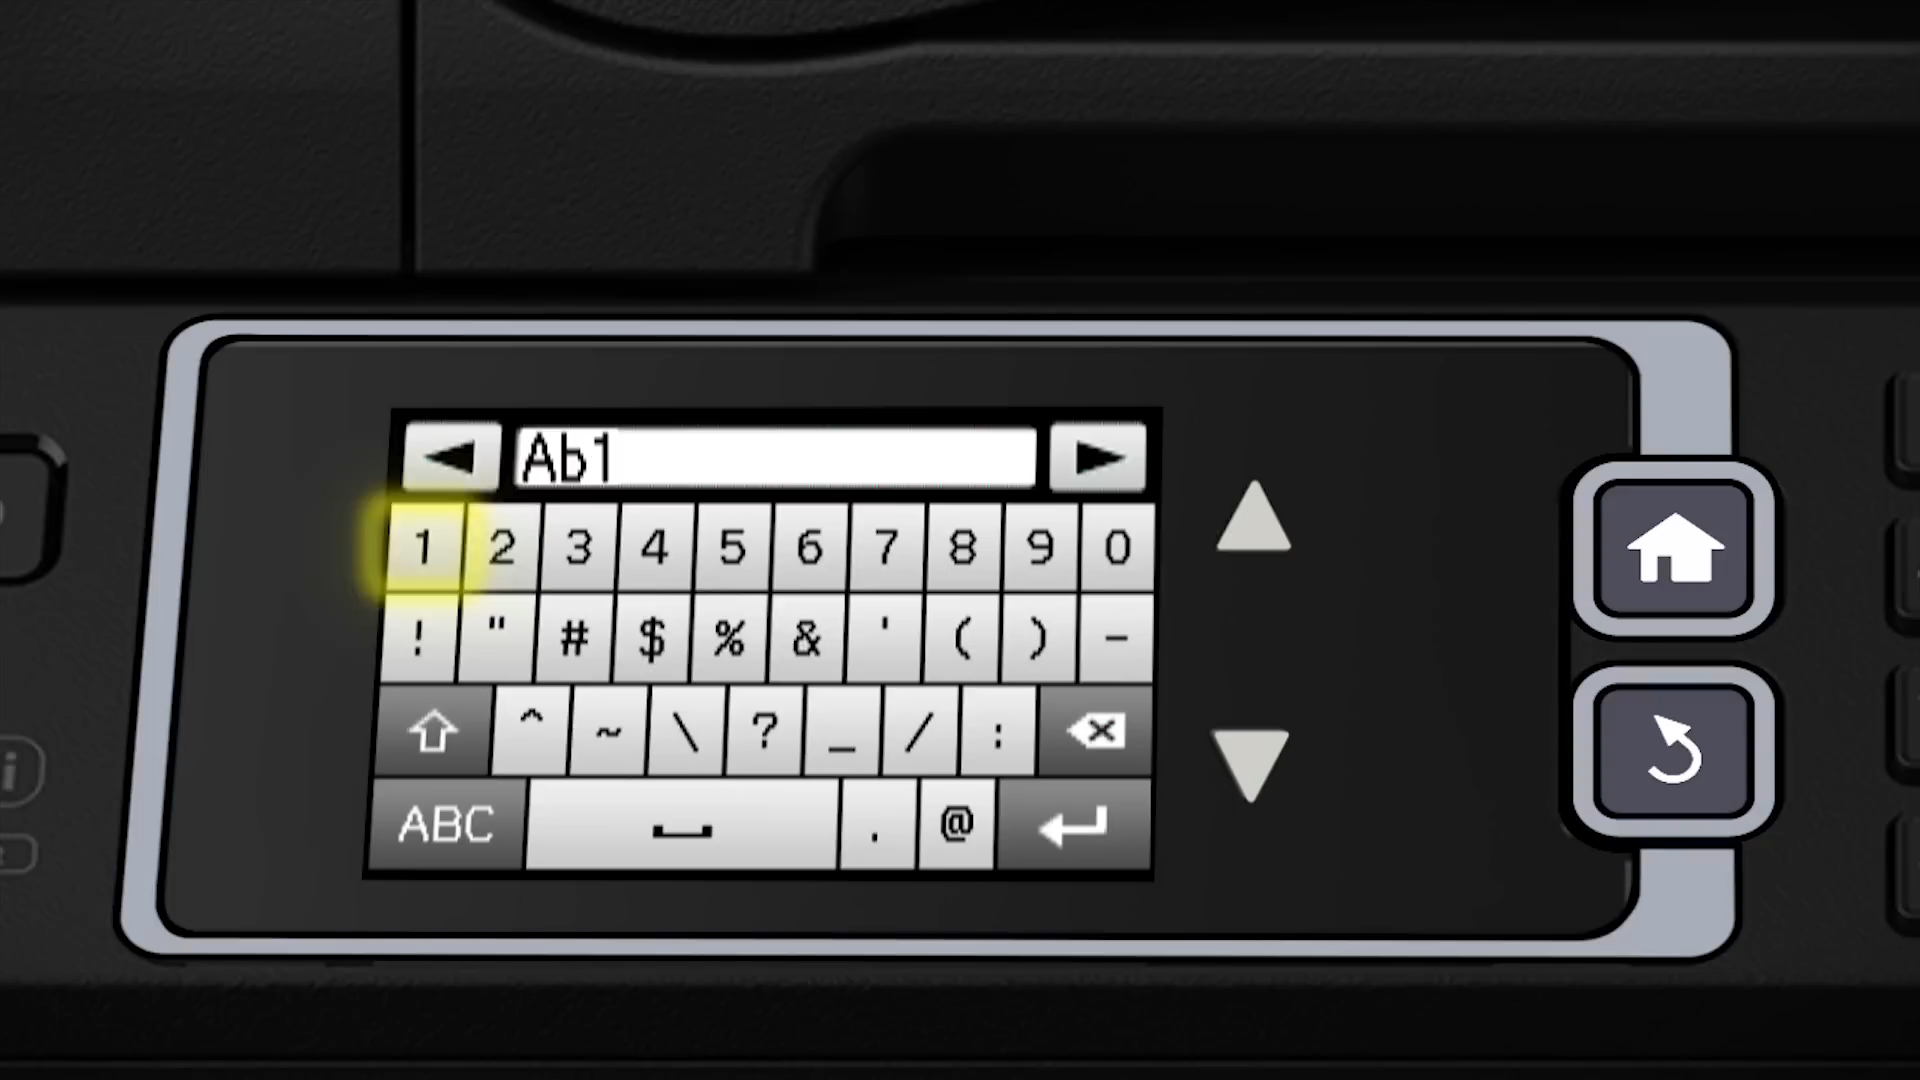 Ab1
1 2 3 4 5 6 7 8 9 0
! " # $ % & ' ( ) -
^ ~ \ ? _ / :
ABC . @
i